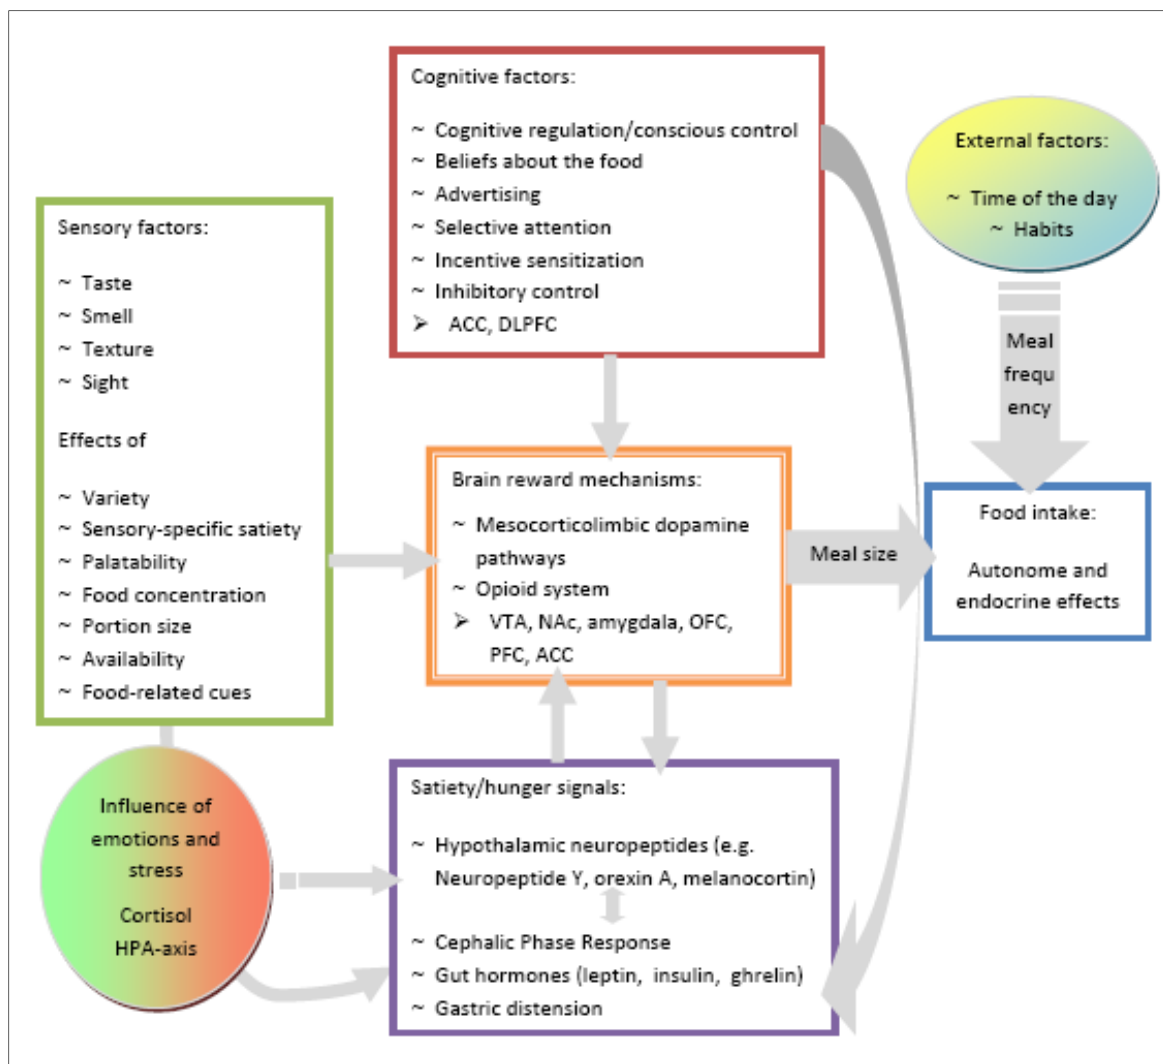 Cognitive factors:
~ Cognitive regulation/conscious control
~ Beliefs about the food
~ Advertising
~ Selective attention
~ Incentive sensitization
~ Inhibitory control
➢ ACC, DLPFC
External factors:
~ Time of the day
~ Habits
Sensory factors:
~ Taste
~ Smell
~ Texture
~ Sight
Effects of
~ Variety
~ Sensory-specific satiety
~ Palatability
~ Food concentration
~ Portion size
~ Availability
~ Food-related cues
Meal
frequ
ency
Brain reward mechanisms:
~ Mesocorticolimbic dopamine
pathways
~ Opioid system
➢ VTA, NAc, amygdala, OFC,
PFC, ACC
Meal size
Food intake:
Autonome and
endocrine effects
Influence of
emotions and
stress
Cortisol
HPA-axis
Satiety/hunger signals:
~ Hypothalamic neuropeptides (e.g.
Neuropeptide Y, orexin A, melanocortin)
~ Cephalic Phase Response
~ Gut hormones (leptin, insulin, ghrelin)
~ Gastric distension